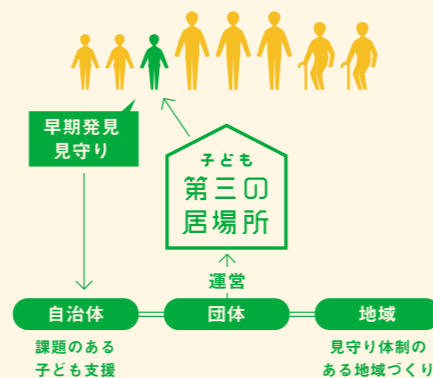 早期発見
見守り
子ども
第三の
居場所
運営
自治体
団体
地域
課題のある
子ども支援
見守り体制の
ある地域づくり